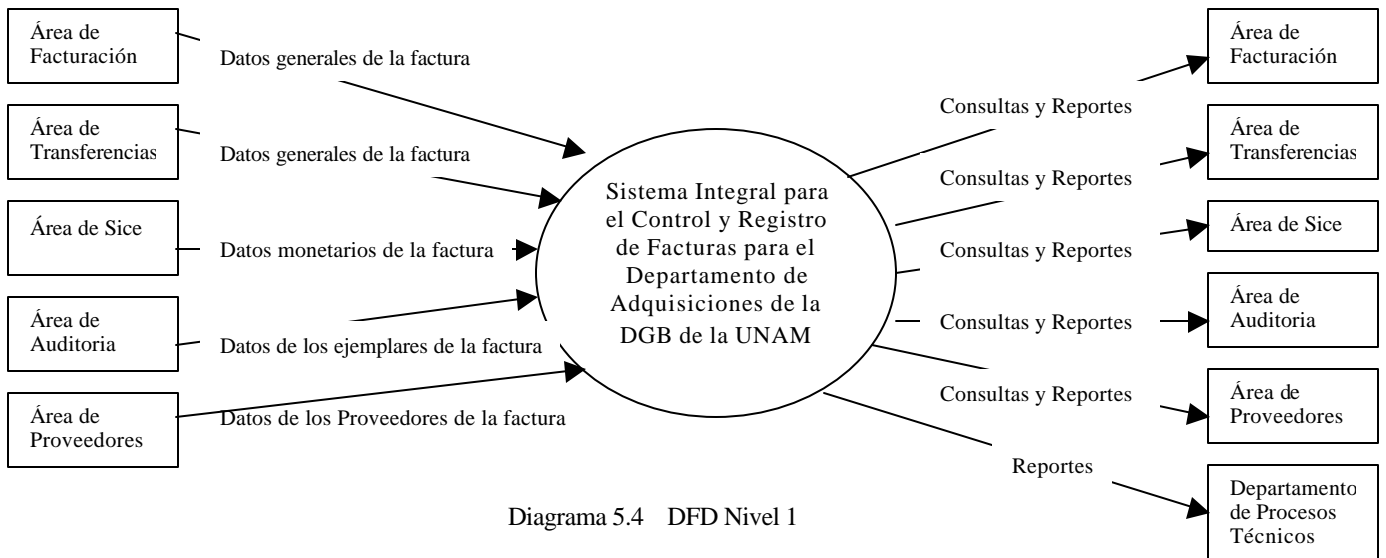 Área de
Facturación
Datos generales de la factura
Área de
Transferencias
Datos generales de la factura
Área de Sice
Datos monetarios de la factura
Área de
Auditoria
Datos de los ejemplares de la factura
Área de
Proveedores
Datos de los Proveedores de la factura
Sistema Integral para
el Control y Registro
de Facturas para el
Departamento de
Adquisiciones de la
DGB de la UNAM
Consultas y Reportes
Área de
Facturación
Consultas y Reportes
Área de
Transferencias
Consultas y Reportes
Área de Sice
Consultas y Reportes
Área de
Auditoria
Consultas y Reportes
Área de
Proveedores
Reportes
Departamento
de Procesos
Técnicos
Diagrama 5.4 DFD Nivel 1